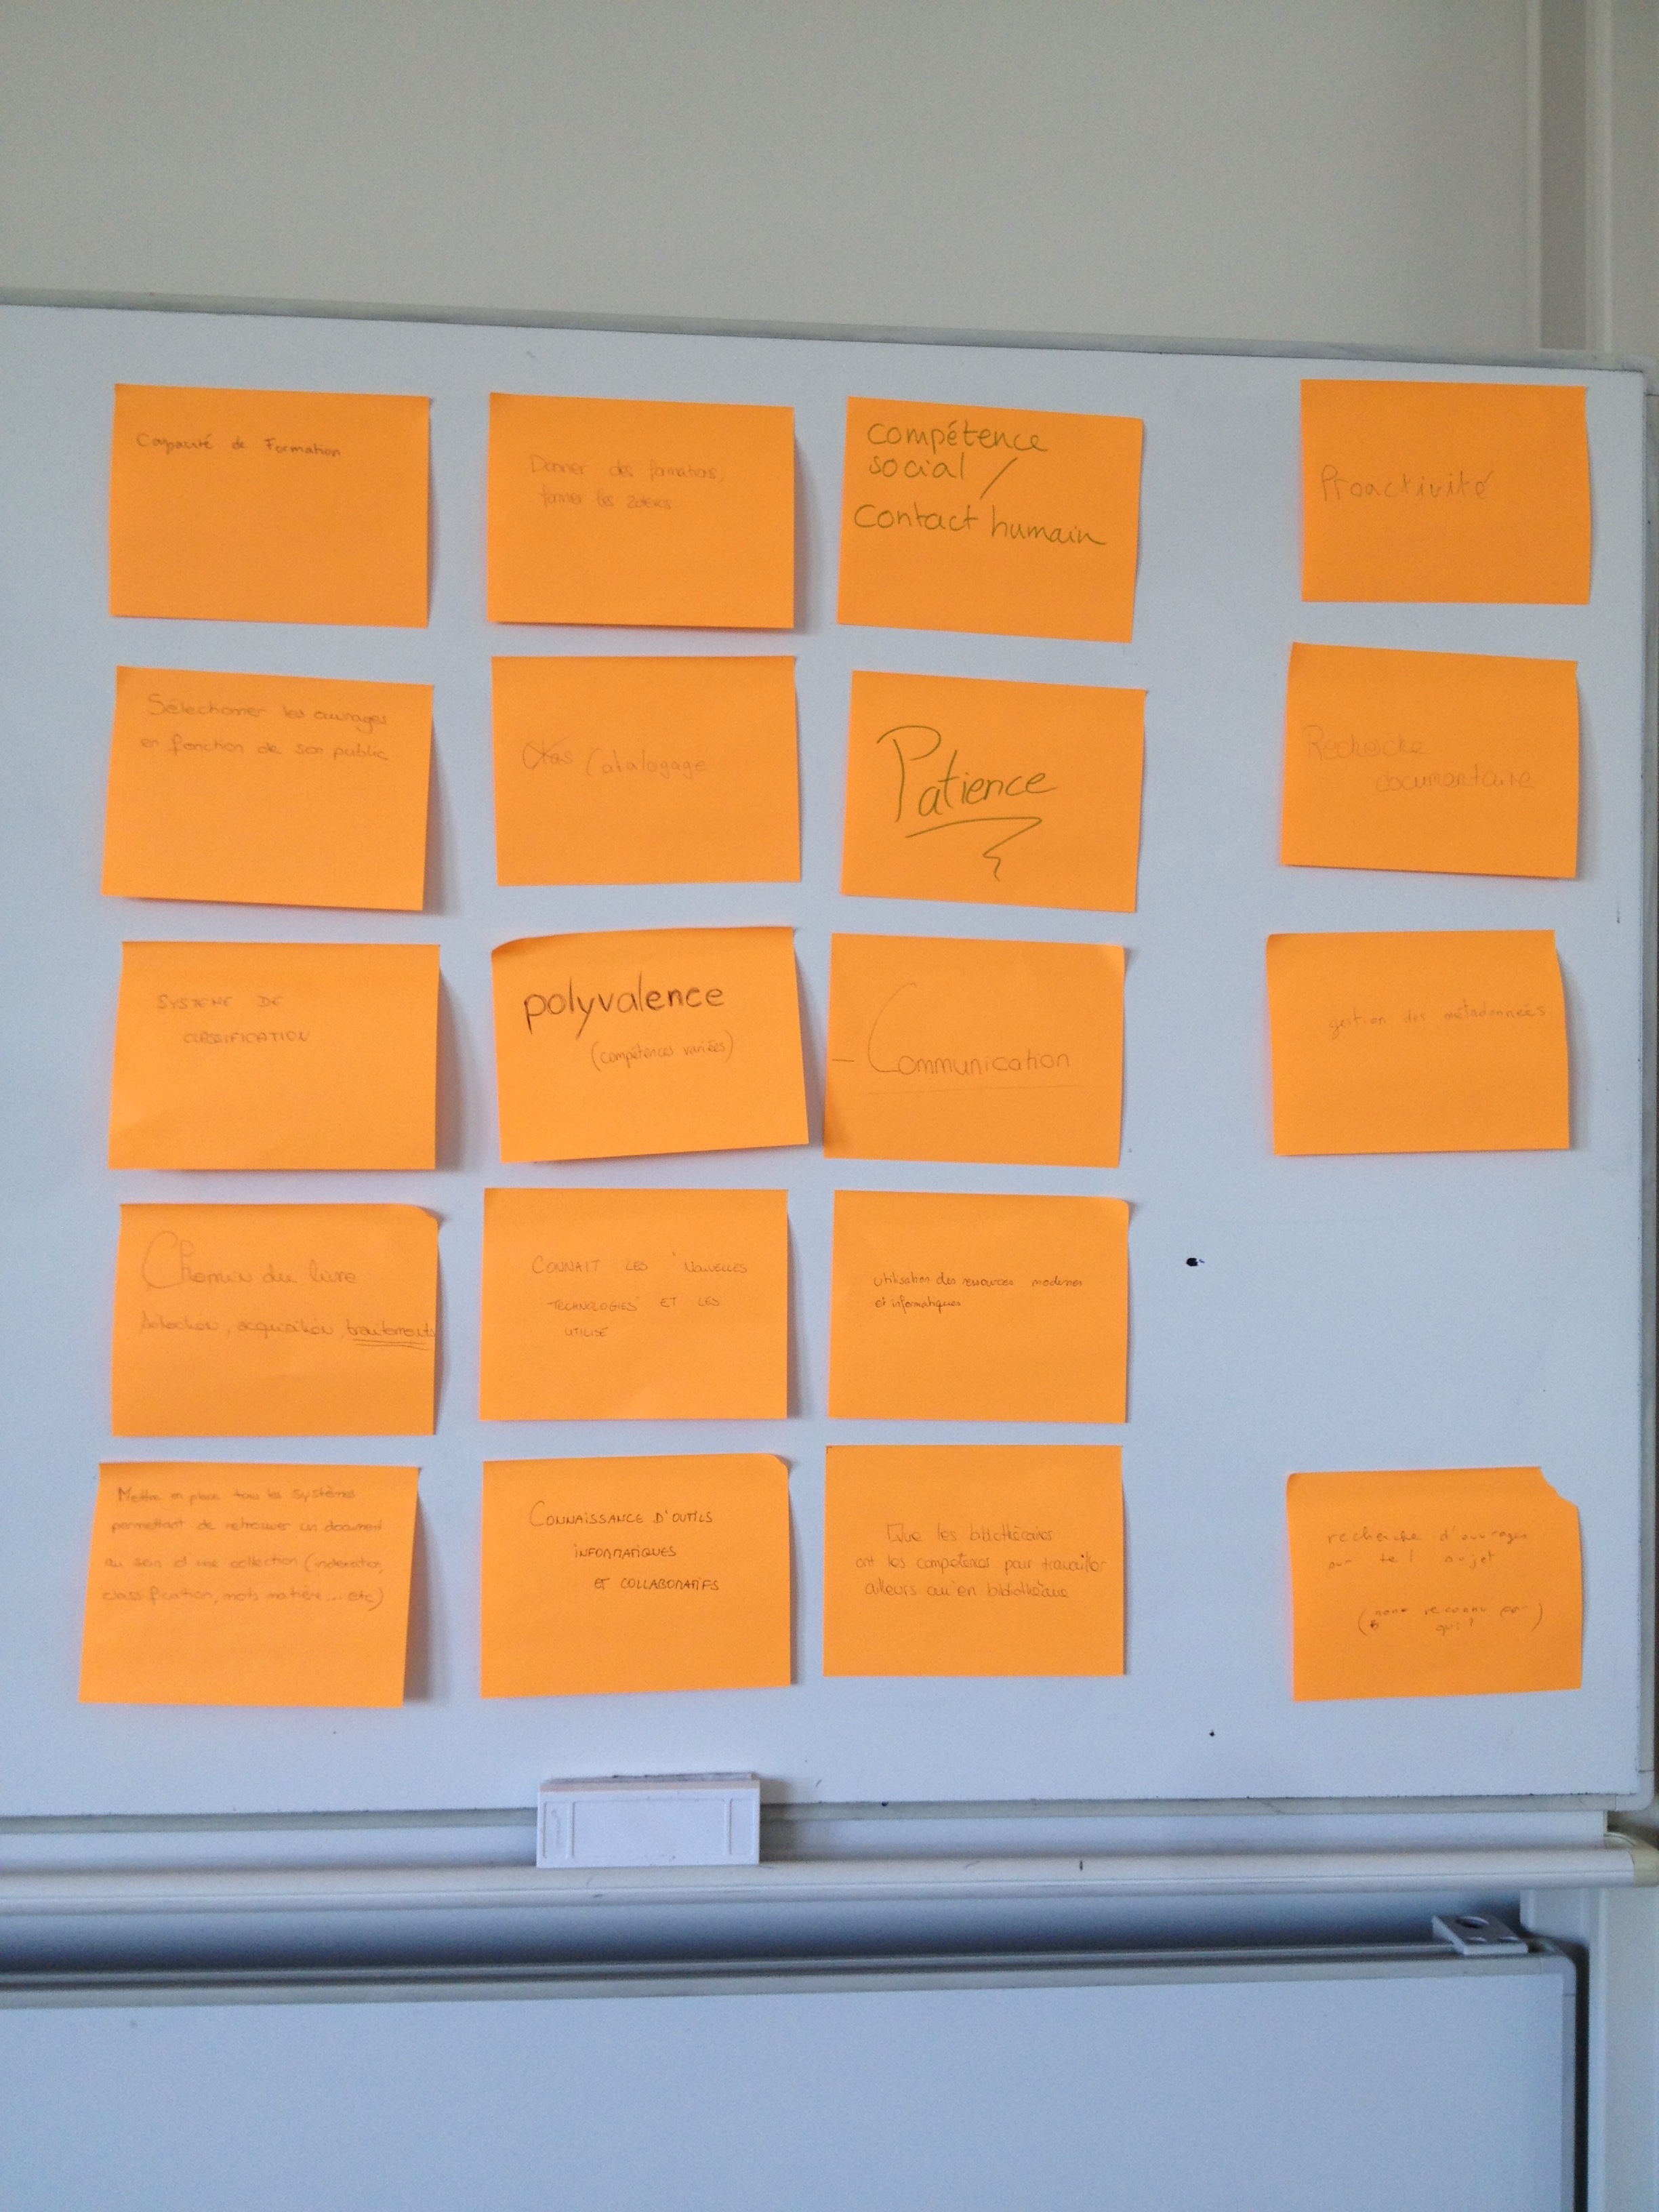 Capacité de Formation
Donner des formations,
former les
compétence
social /
Contact humain
Proactivité
Sélectionner les ouvrages
en fonction de son public
Catalogage
Patience
Recherche
documentaire
SYSTEME DE
CLASSIFICATION
polyvalence
(compétences variées)
- Communication
gestion des métadonnées
Chemin du livre
sélection, acquisition, traitements
CONNAIT LES "NOUVELLES
TECHNOLOGIES" ET LES
UTILISE
Utilisation des ressources modernes
et informatiques
Mettre en place tous les systèmes
permettant de retrouver un document
au sein d'une collection (indexation,
classification, mots matière... etc)
CONNAISSANCE D'OUTILS
INFORMATIQUES
ET COLLABORATIFS
Que les bibliothécaires
ont les compétences pour travailler
ailleurs qu'en bibliothèque
recherche d'ouvrages
sur tel sujet
reconnu par
qui?)